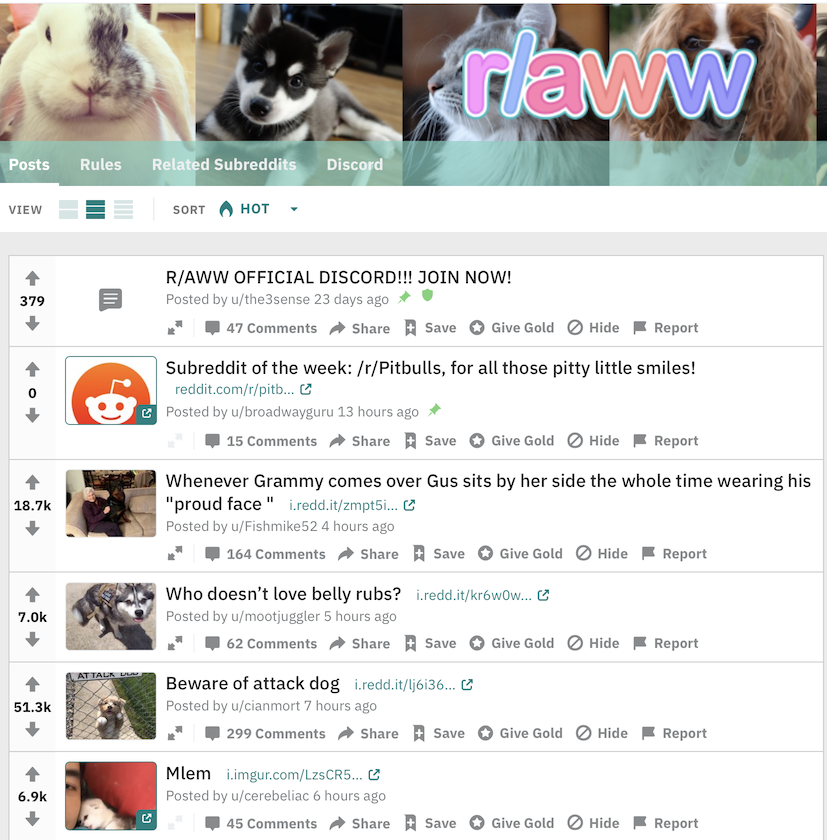 r/aww
Posts Rules Related Subreddits Discord
VIEW SORT HOT
R/AWW OFFICIAL DISCORD!!! JOIN NOW!
379
Posted by u/the3sense 23 days ago
47 Comments Share Save Give Gold Hide Report
Subreddit of the week: /r/Pitbulls, for all those pitty little smiles!
0
reddit.com/r/pitb...
Posted by u/broadwayguru 13 hours ago
15 Comments Share Save Give Gold Hide Report
Whenever Grammy comes over Gus sits by her side the whole time wearing his
18.7k
"proud face " i.redd.it/zmpt5i...
Posted by u/Fishmike52 4 hours ago
164 Comments Share Save Give Gold Hide Report
Who doesn’t love belly rubs? i.redd.it/kr6w0w...
7.0k
Posted by u/mootjuggler 5 hours ago
62 Comments Share Save Give Gold Hide Report
ATTACK DOG
Beware of attack dog i.redd.it/lj6i36...
51.3k
Posted by u/cianmort 7 hours ago
299 Comments Share Save Give Gold Hide Report
Mlem i.imgur.com/LzsCR5...
6.9k
Posted by u/cerebeliac 6 hours ago
45 Comments Share Save Give Gold Hide Report